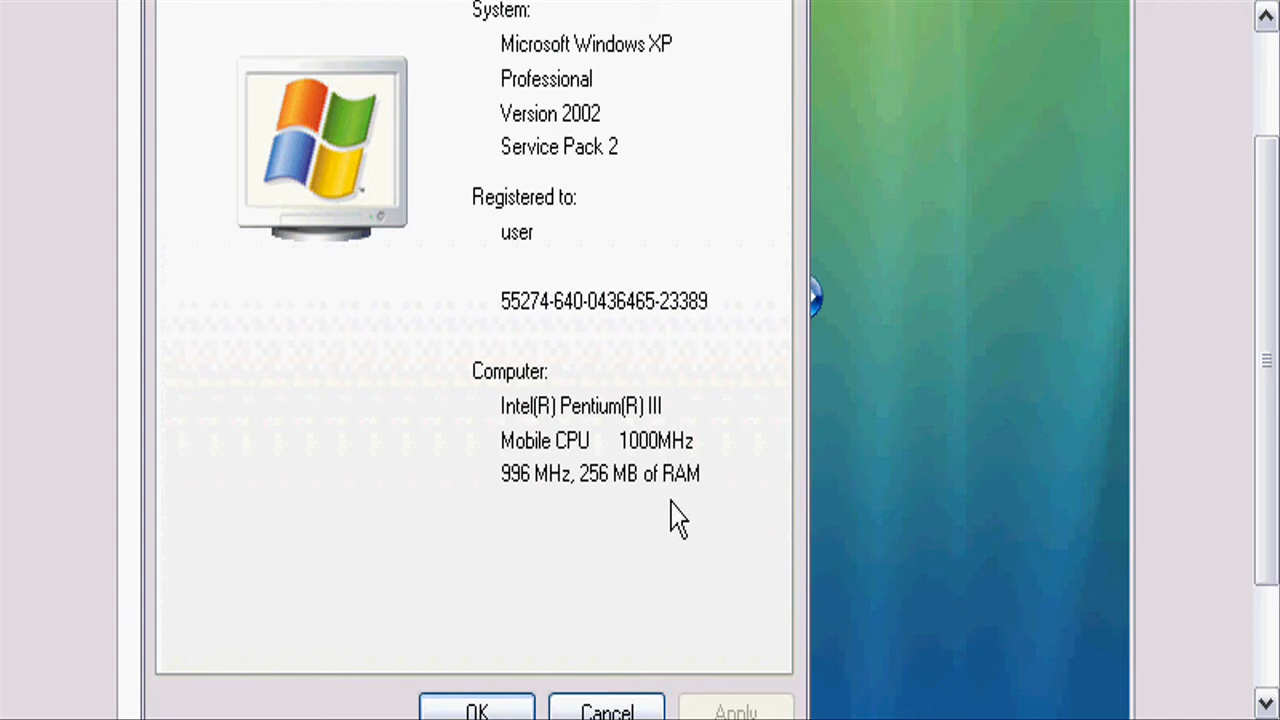 System:
Microsoft Windows XP
Professional
Version 2002
Service Pack 2
Registered to:
user
55274-640-0436465-23389
Computer:
Intel(R) Pentium(R) III
Mobile CPU 1000MHz
996 MHz, 256 MB of RAM
OK Cancel Apply